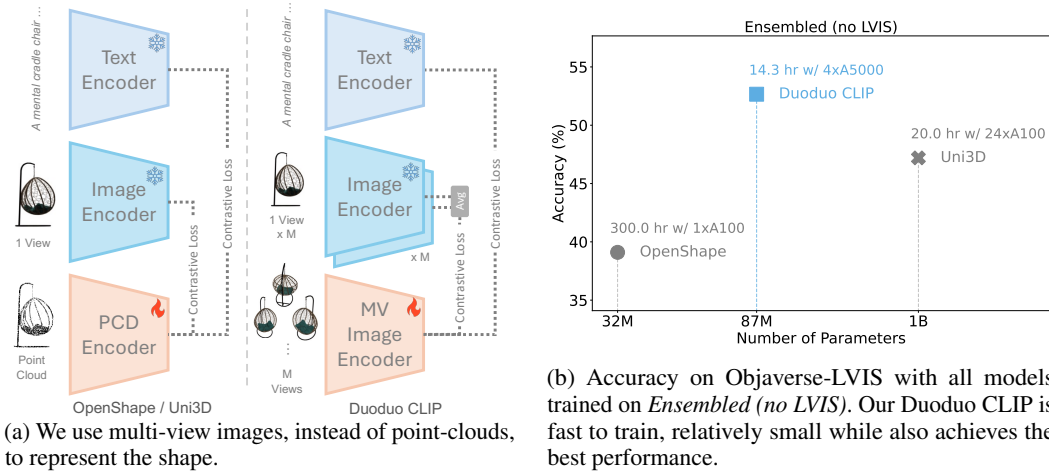 A mental cradle chair ...
Text
Encoder
Image
Encoder
1 View
PCD
Encoder
Point
Cloud
Contrastive Loss
Contrastive Loss
OpenShape / Uni3D
A mental cradle chair ...
Text
Encoder
Image
Encoder
1 View
x M
x M
Avg
MV
Image
Encoder
...
M
Views
Contrastive Loss
Contrastive Loss
Duoduo CLIP
(a) We use multi-view images, instead of point-clouds,
to represent the shape.
Ensembled (no LVIS)
Accuracy (%)
55
50
45
40
35
14.3 hr w/ 4xA5000
Duoduo CLIP
20.0 hr w/ 24xA100
Uni3D
300.0 hr w/ 1xA100
OpenShape
32M 87M 1B
Number of Parameters
(b) Accuracy on Objaverse-LVIS with all models
trained on Ensembled (no LVIS). Our Duoduo CLIP is
fast to train, relatively small while also achieves the
best performance.